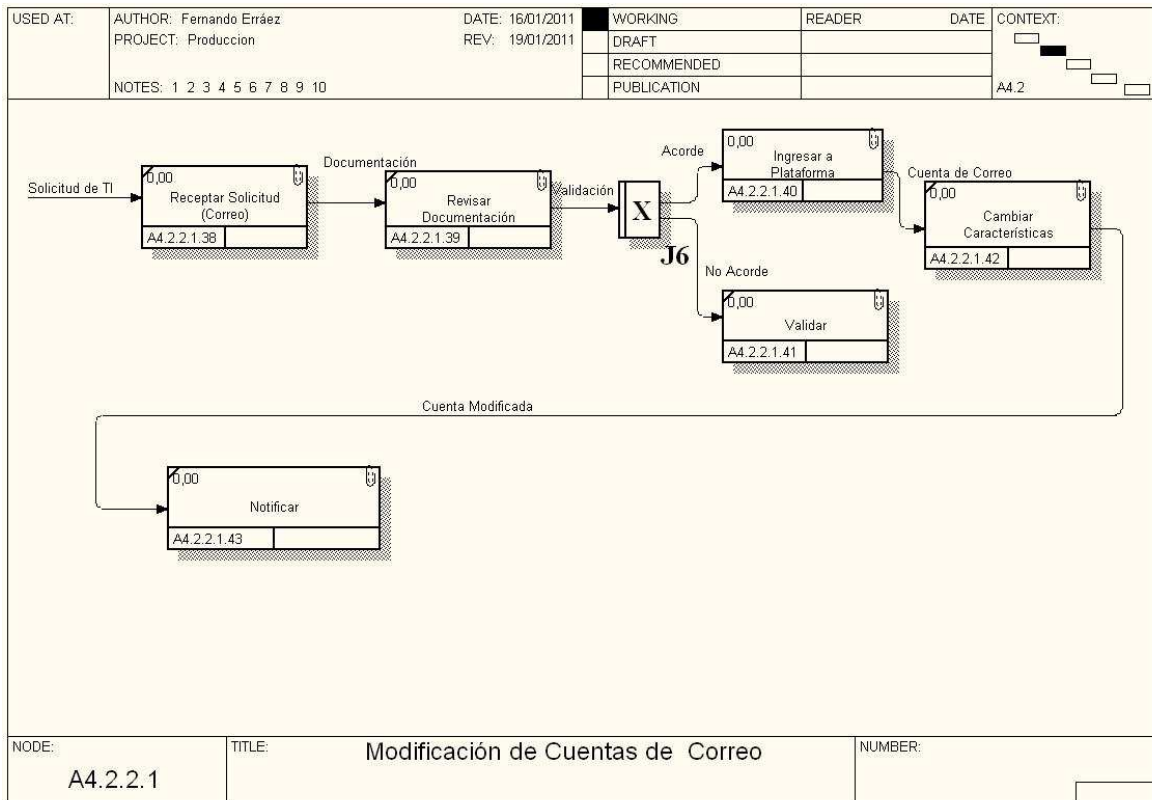 USED AT:
AUTHOR: Fernando Erráez
DATE: 16/01/2011
PROJECT: Produccion
REV: 19/01/2011
NOTES: 1 2 3 4 5 6 7 8 9 10
WORKING
DRAFT
RECOMMENDED
PUBLICATION
READER
DATE
CONTEXT:
A4.2
Solicitud de TI
0,00
Receptar Solicitud
(Correo)
A4.2.2.1.38
Documentación
0,00
Revisar
Documentación
A4.2.2.1.39
Validación
X
J6
Acorde
0,00
Ingresar a
Plataforma
A4.2.2.1.40
Cuenta de Correo
0,00
Cambiar
Características
A4.2.2.1.42
No Acorde
0,00
Validar
A4.2.2.1.41
Cuenta Modificada
0,00
Notificar
A4.2.2.1.43
NODE:
A4.2.2.1
TITLE:
Modificación de Cuentas de Correo
NUMBER: